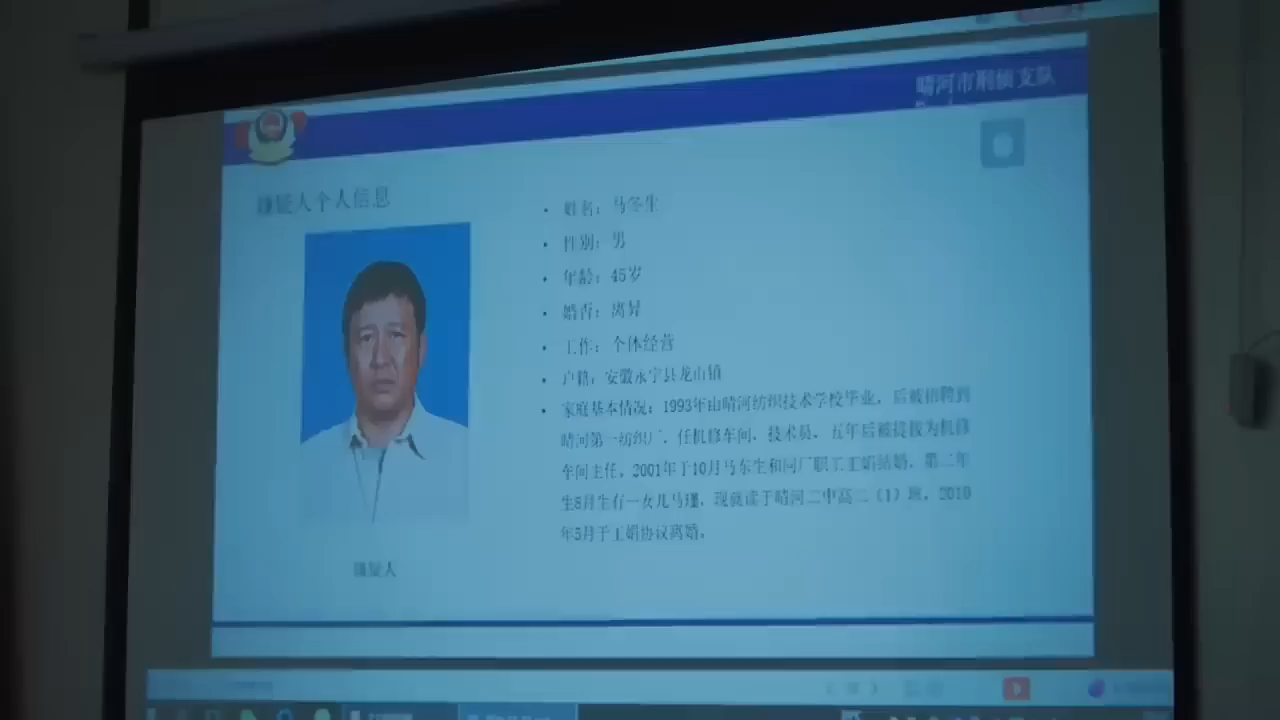 晴河市刑侦支队
嫌疑人个人信息
• 姓名：马冬生
• 性别：男
• 年龄：45岁
• 婚否：离异
• 工作：个体经营
• 户籍：安徽永宁县龙山镇
• 家庭基本情况：1993年由晴河纺织技术学校毕业，后被招聘到
晴河第一纺织厂，任机修车间，技术员，五年后被提拔为机修
车间主任，2001年于10月马东生和同厂职工王娟结婚，第二年
生8月生有一女儿马珊，现就读于晴河二中高二（1）班，2010
年5月于王娟协议离婚。
嫌疑人